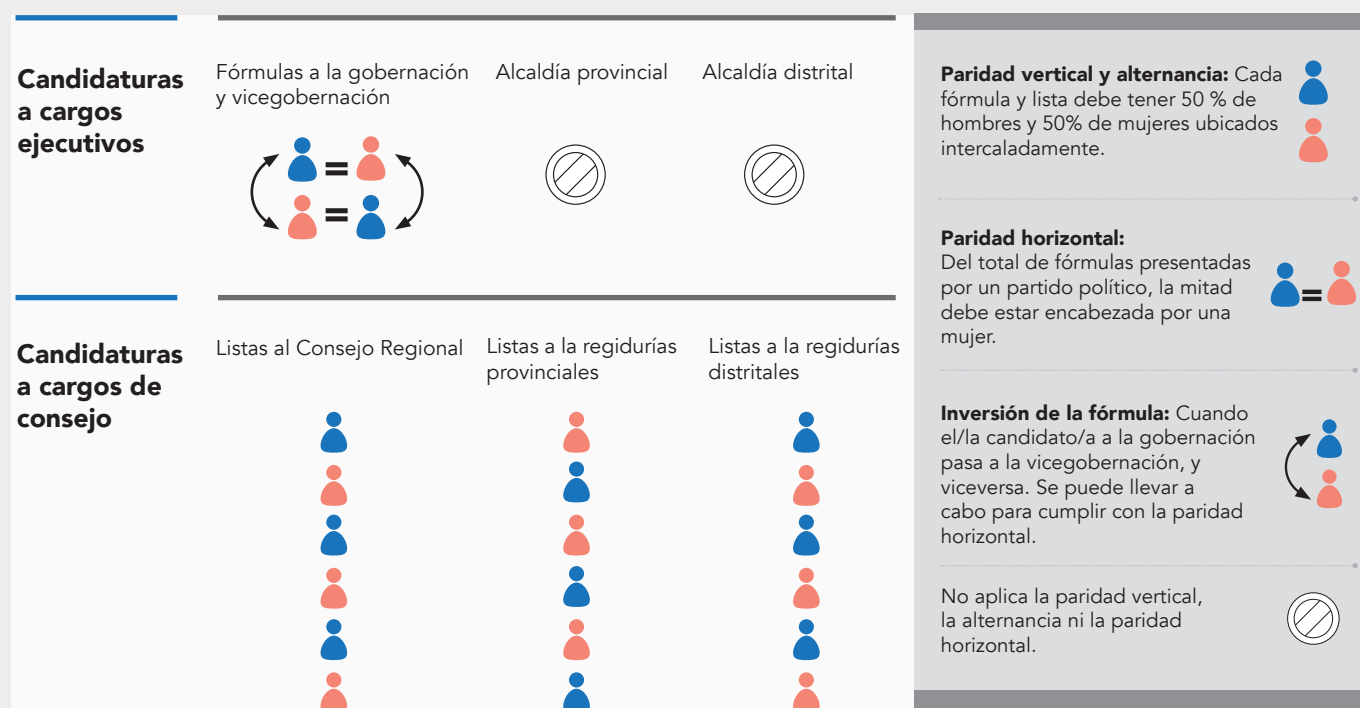 Candidaturas
a cargos
ejecutivos
Fórmulas a la gobernación
y vicegobernación
Alcaldía provincial
Alcaldía distrital
=
=
Candidaturas
a cargos de
consejo
Listas al Consejo Regional
Listas a la regidurías
provinciales
Listas a la regidurías
distritales
Paridad vertical y alternancia: Cada
fórmula y lista debe tener 50 % de
hombres y 50% de mujeres ubicados
intercaladamente.
Paridad horizontal:
Del total de fórmulas presentadas
por un partido político, la mitad
debe estar encabezada por una
mujer.
=
Inversión de la fórmula: Cuando
el/la candidato/a a la gobernación
pasa a la vicegobernación, y
viceversa. Se puede llevar a
cabo para cumplir con la paridad
horizontal.
No aplica la paridad vertical,
la alternancia ni la paridad
horizontal.